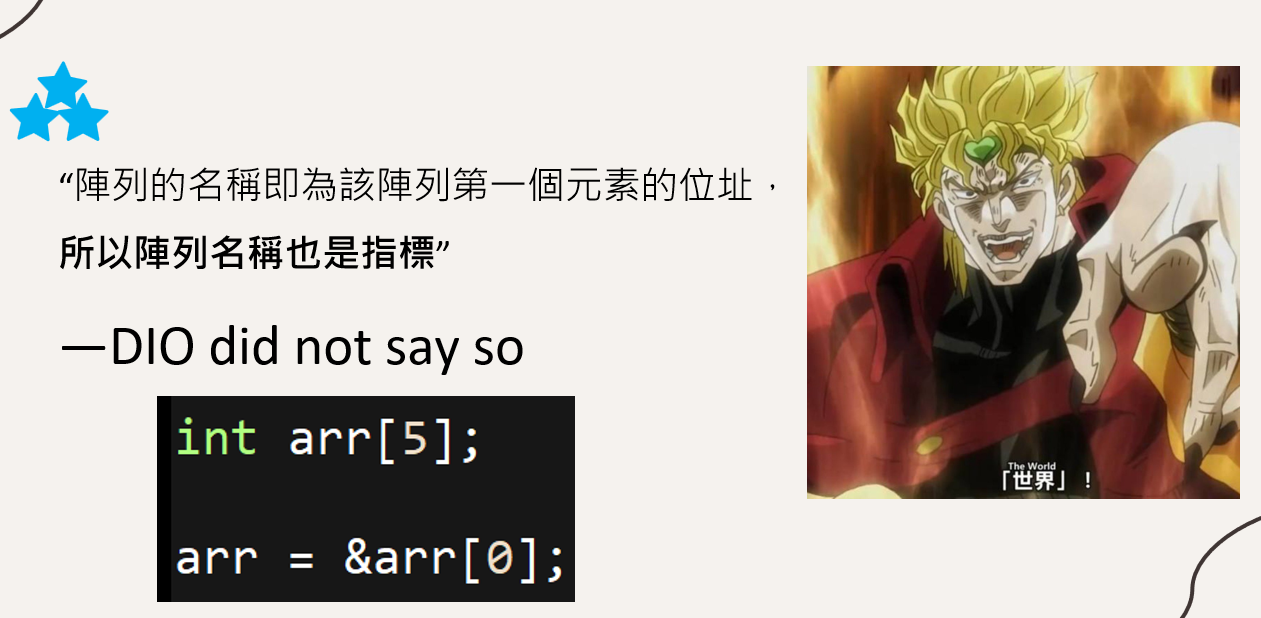 “陣列的名稱即為該陣列第一個元素的位址，
所以陣列名稱也是指標”
—DIO did not say so
int arr[5];
arr = &arr[0];
The World
「世界」！